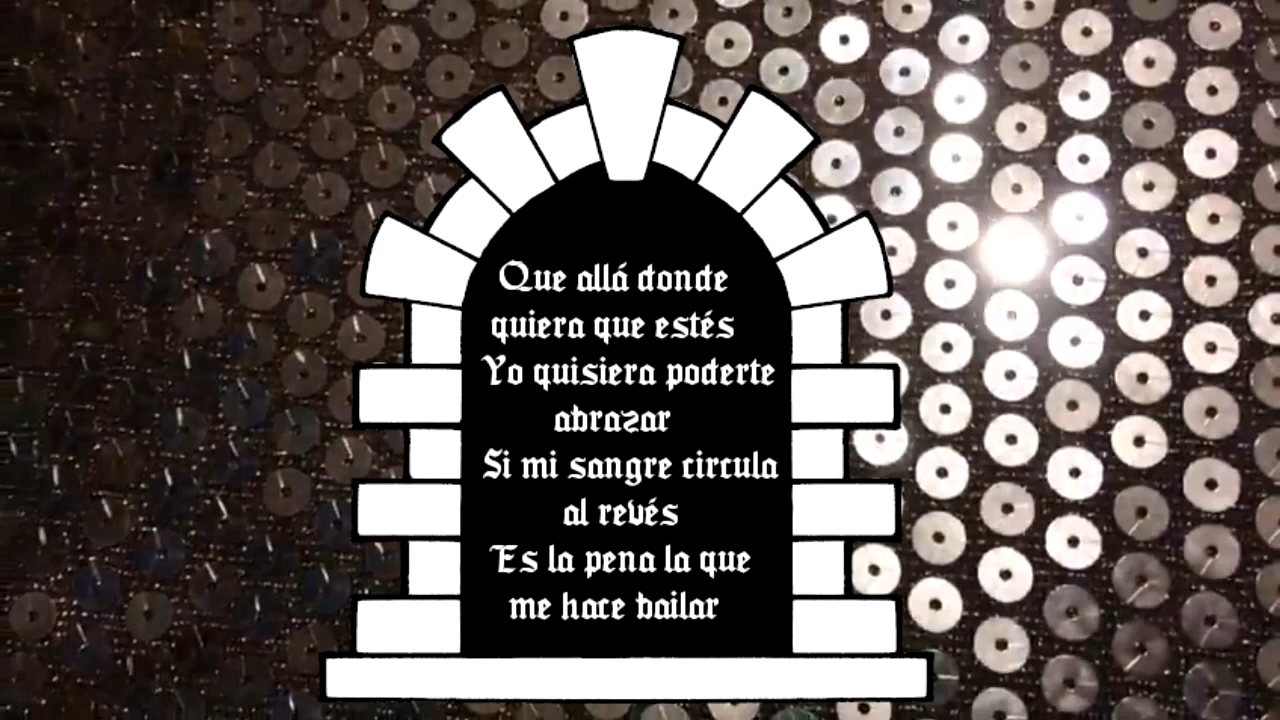 Que allá donde
quiera que estés
Yo quisiera poderte
abrazar
Si mi sangre circula
al revés
Es la pena la que
me hace bailar